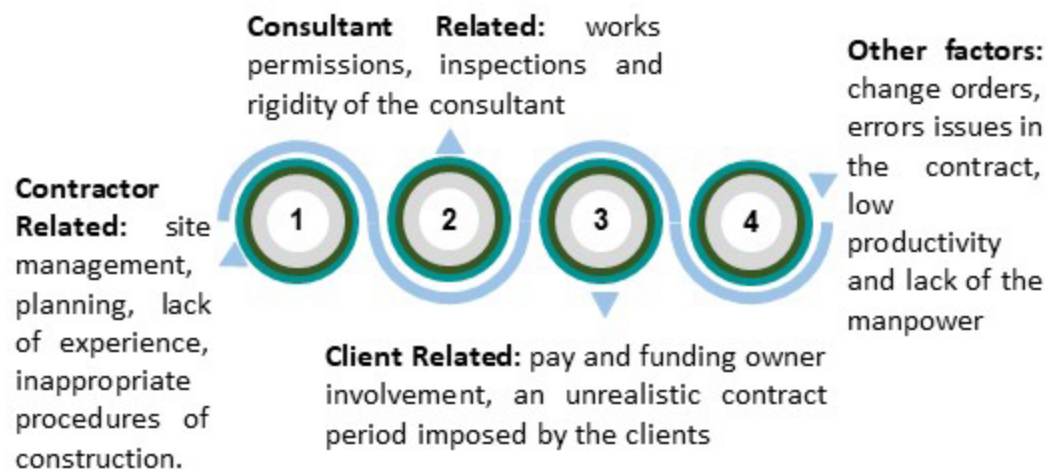 Contractor
Related: site
management,
planning, lack
of experience,
inappropriate
procedures of
construction.
1
Consultant Related: works
permissions, inspections and
rigidity of the consultant
2
Client Related: pay and funding owner
involvement, an unrealistic contract
period imposed by the clients
3
Other factors:
change orders,
errors issues in
the contract,
low
productivity
and lack of the
manpower
4